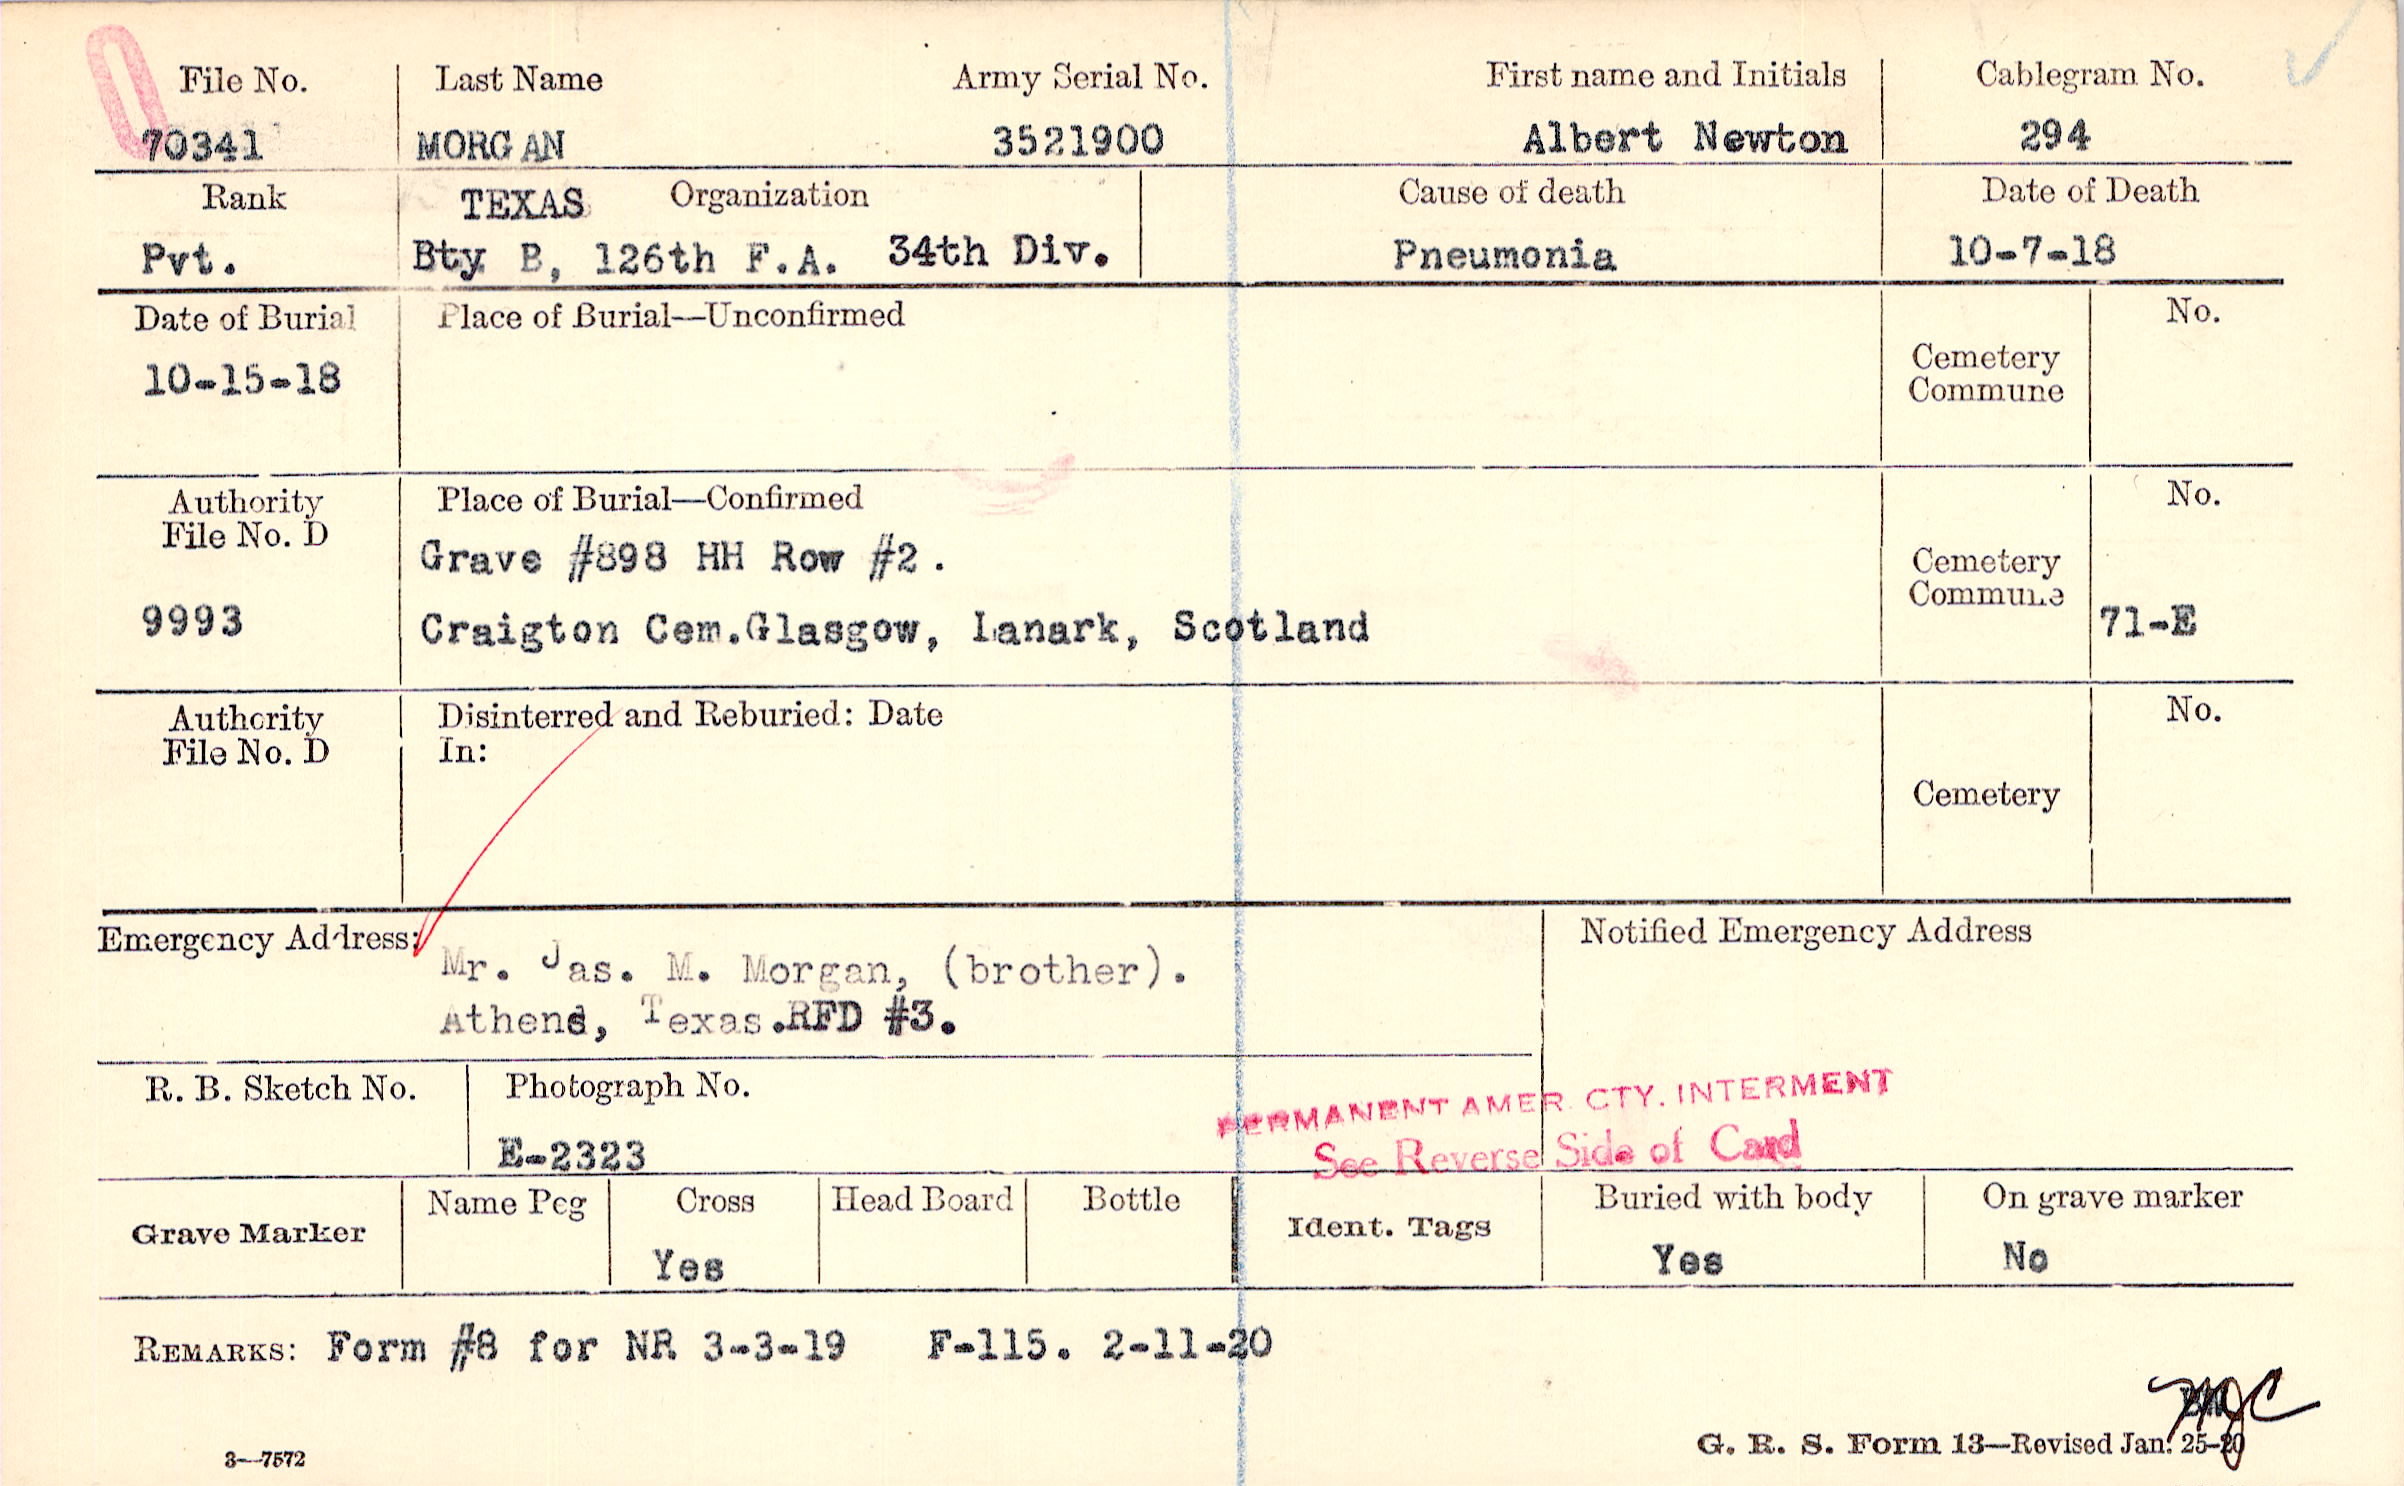 File No. Last Name Army Serial No. First name and Initials Cablegram No.
70341 MORGAN 3521900 Albert Newton 294
Rank TEXAS Organization Cause of death Date of Death
Pvt. Bty B, 126th F.A. 34th Div. Pneumonia 10-7-18
Date of Burial Place of Burial—Unconfirmed No.
10-15-18
Cemetery
Commune
Authority Place of Burial—Confirmed No.
File No. D
Grave #898 HH Row #2.
Cemetery
Commune
9993 Craigton Cem.Glasgow, Lanark, Scotland 71-E
Authority Disinterred and Reburied: Date No.
File No. D In:
Cemetery
Emergency Address: Notified Emergency Address
Mr. Jas. M. Morgan, (brother).
Athens, Texas.RFD #3.
R. B. Sketch No. Photograph No.
E-2323
PERMANENT AMER. CTY. INTERMENT
See Reverse Side of Card
Grave Marker Name Peg Cross Head Board Bottle Ident. Tags Buried with body On grave marker
Yes Yes No
REMARKS: Form #8 for NR 3-3-19 F-115. 2-11-20
3—7572 G. R. S. Form 13—Revised Jan. 25-20